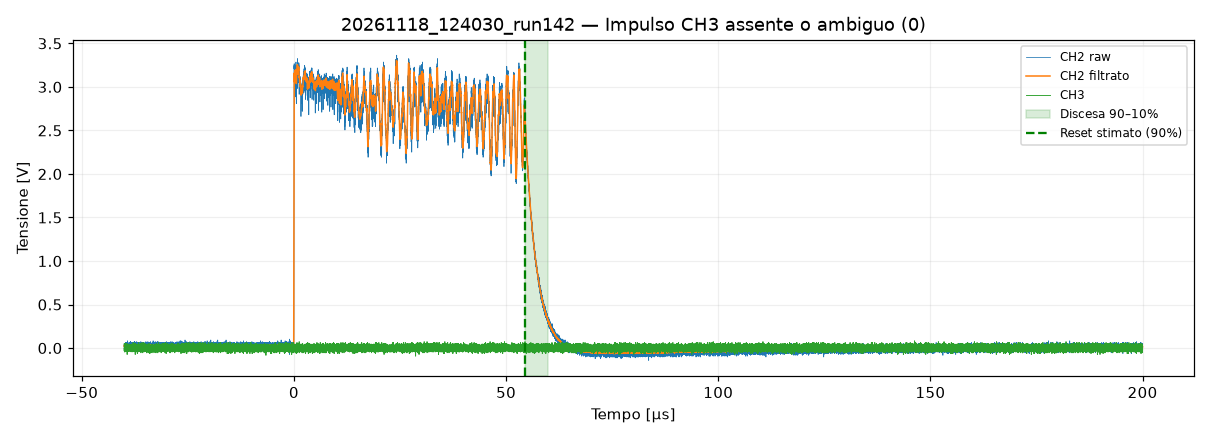 20261118_124030_run142 — Impulso CH3 assente o ambiguo (0)
3.5
3.0
2.5
2.0
1.5
1.0
0.5
0.0
Tensione [V]
CH2 raw
CH2 filtrato
CH3
Discesa 90–10%
Reset stimato (90%)
−50
0
50
100
150
200
Tempo [µs]